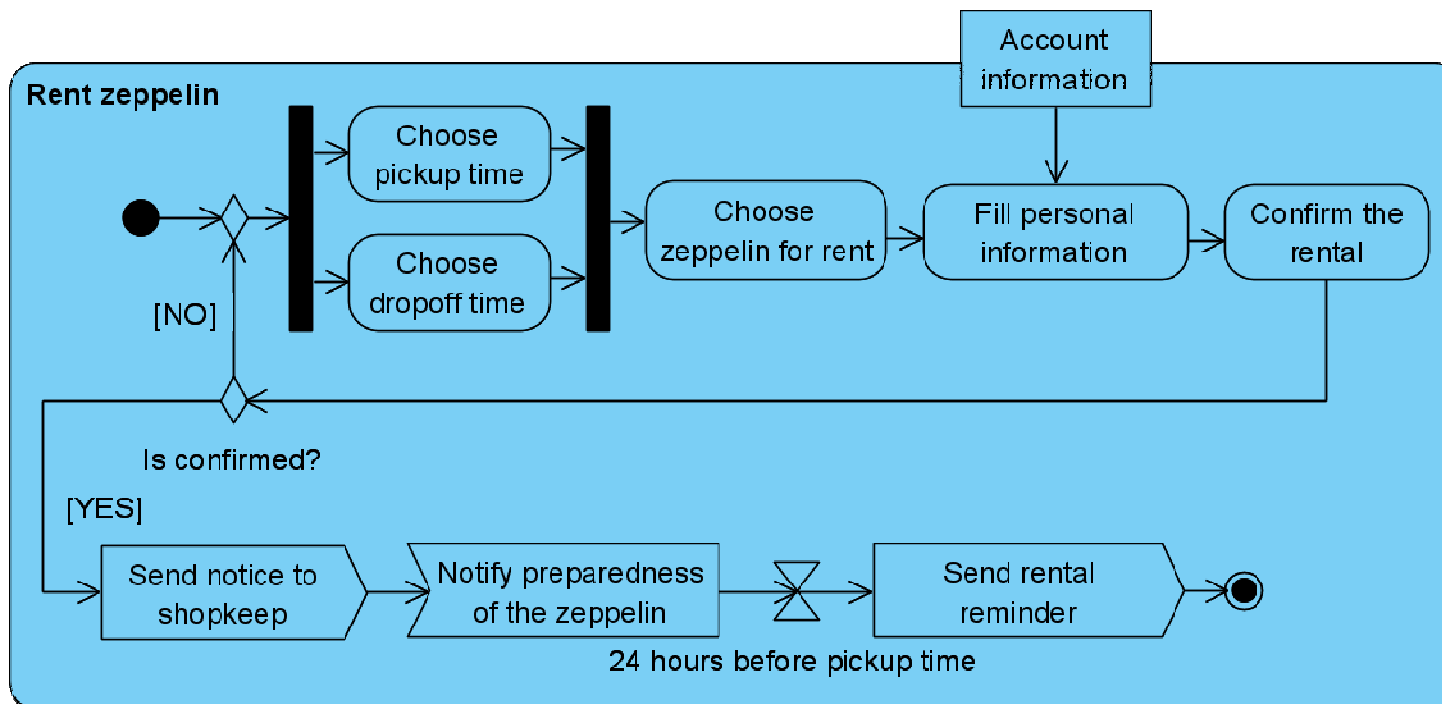 Account
information
Rent zeppelin
Choose
pickup time
Choose
dropoff time
Choose
zeppelin for rent
Fill personal
information
Confirm the
rental
[NO]
Is confirmed?
[YES]
Send notice to
shopkeep
Notify preparedness
of the zeppelin
24 hours before pickup time
Send rental
reminder